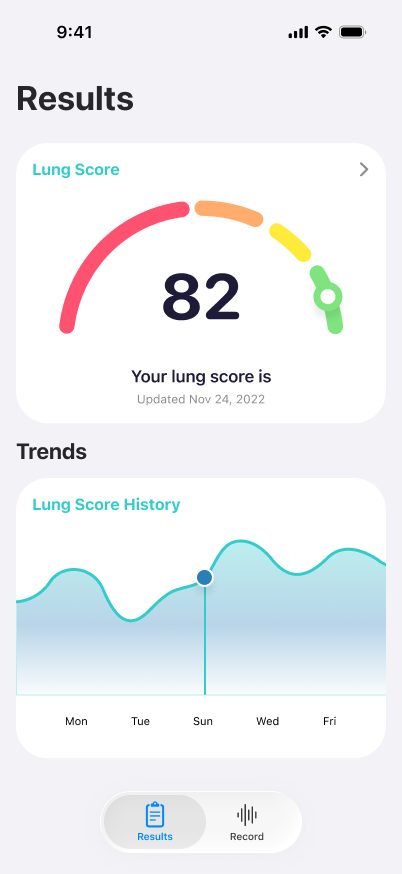 9:41
Results
Lung Score
82
Your lung score is
Updated Nov 24, 2022
Trends
Lung Score History
Mon Tue Sun Wed Fri
Results Record